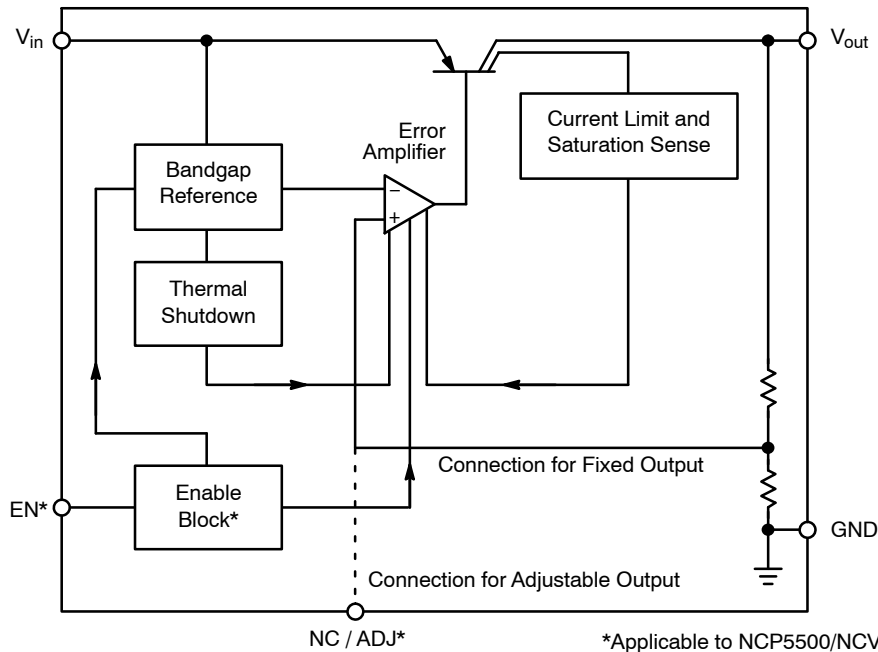 Vin
Vout
Current Limit and
Saturation Sense
Error
Amplifier
Bandgap
Reference
−
+
Thermal
Shutdown
Connection for Fixed Output
EN*
Enable
Block*
GND
Connection for Adjustable Output
NC / ADJ*
*Applicable to NCP5500/NCV